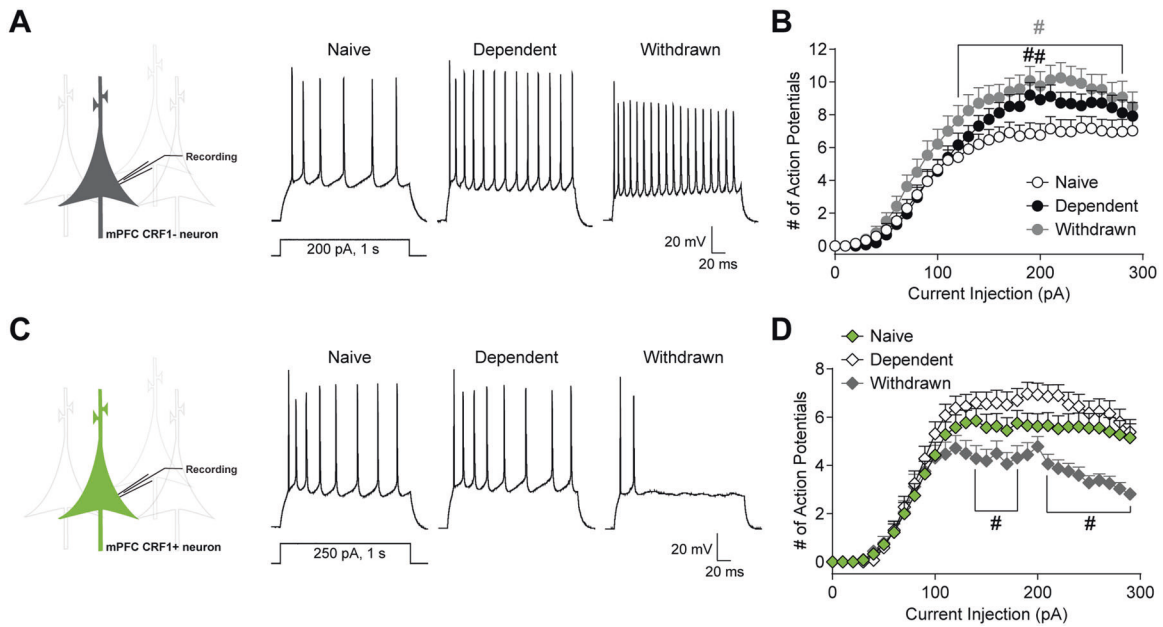 A
Naive
Dependent
Withdrawn
Recording
mPFC CRF1- neuron
200 pA, 1 s
20 mV
20 ms
B
#
##
# of Action Potentials
12
10
8
6
4
2
0
Naive
Dependent
Withdrawn
0
100
200
300
Current Injection (pA)
C
Naive
Dependent
Withdrawn
Recording
mPFC CRF1+ neuron
250 pA, 1 s
20 mV
20 ms
D
Naive
Dependent
Withdrawn
# of Action Potentials
8
6
4
2
0
#
#
0
100
200
300
Current Injection (pA)